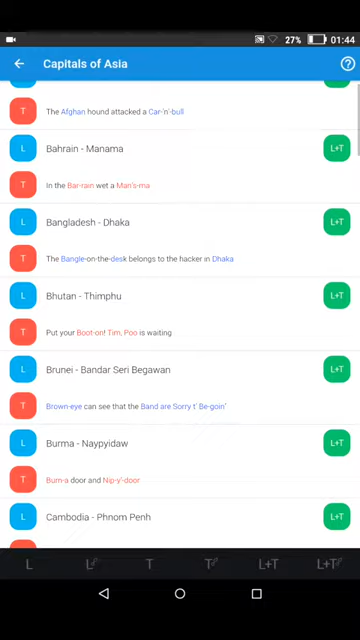 27% 01:44
Capitals of Asia
T The Afghan hound attacked a Car-'n'-bull
L Bahrain - Manama L+T
T In the Bar-rain wet a Man's-ma
L Bangladesh - Dhaka L+T
T The Bangle-on-the-desk belongs to the hacker in Dhaka
L Bhutan - Thimphu L+T
T Put your Boot-on! Tim, Poo is waiting
L Brunei - Bandar Seri Begawan L+T
T Brown-eye can see that the Band are Sorry t' Be-goin'
L Burma - Naypyidaw L+T
T Bum-a door and Nip-y'-door
L Cambodia - Phnom Penh L+T
L L T T L+T L+T